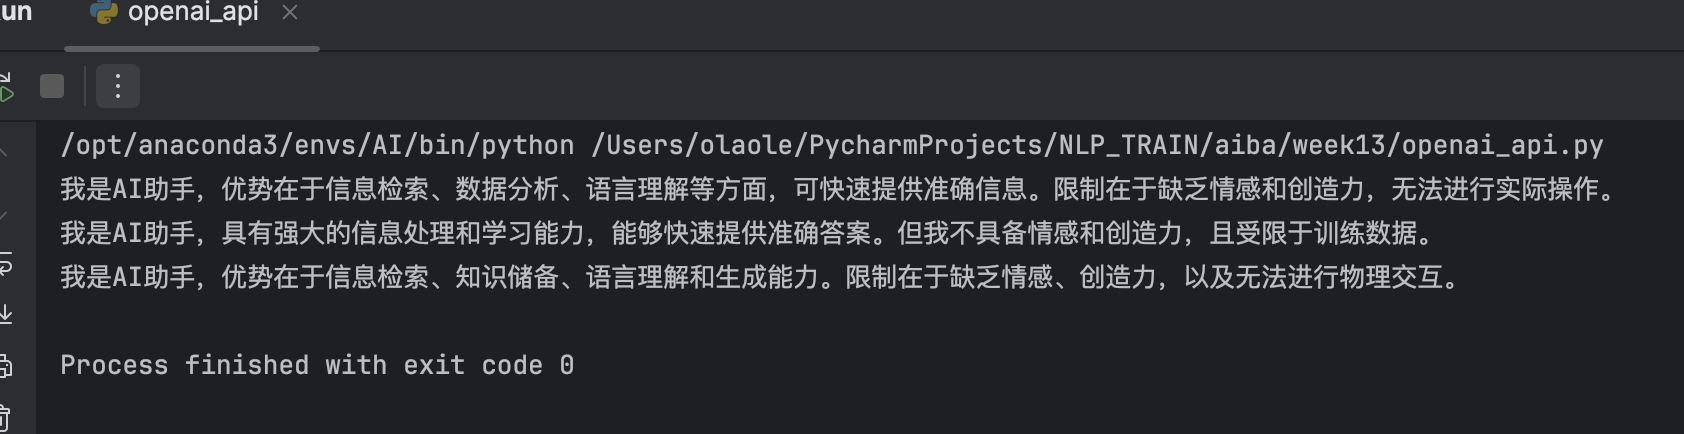 un
openai_api
/opt/anaconda3/envs/AI/bin/python /Users/olaole/PycharmProjects/NLP_TRAIN/aiba/week13/openai_api.py
我是AI助手，优势在于信息检索、数据分析、语言理解等方面，可快速提供准确信息。限制在于缺乏情感和创造力，无法进行实际操作。
我是AI助手，具有强大的信息处理和学习能力，能够快速提供准确答案。但我不具备情感和创造力，且受限于训练数据。
我是AI助手，优势在于信息检索、知识储备、语言理解和生成能力。限制在于缺乏情感、创造力，以及无法进行物理交互。
Process finished with exit code 0